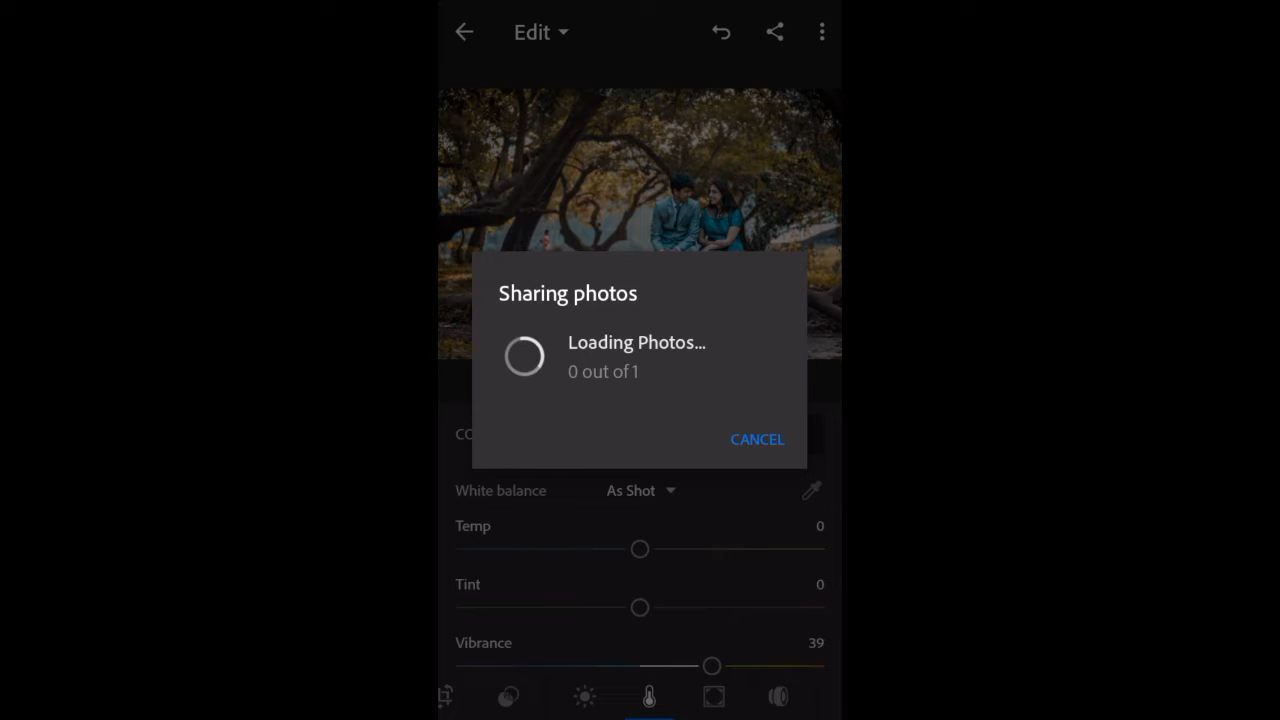 Edit
Sharing photos
Loading Photos...
0 out of 1
CANCEL
White balance As Shot
Temp 0
Tint 0
Vibrance 39